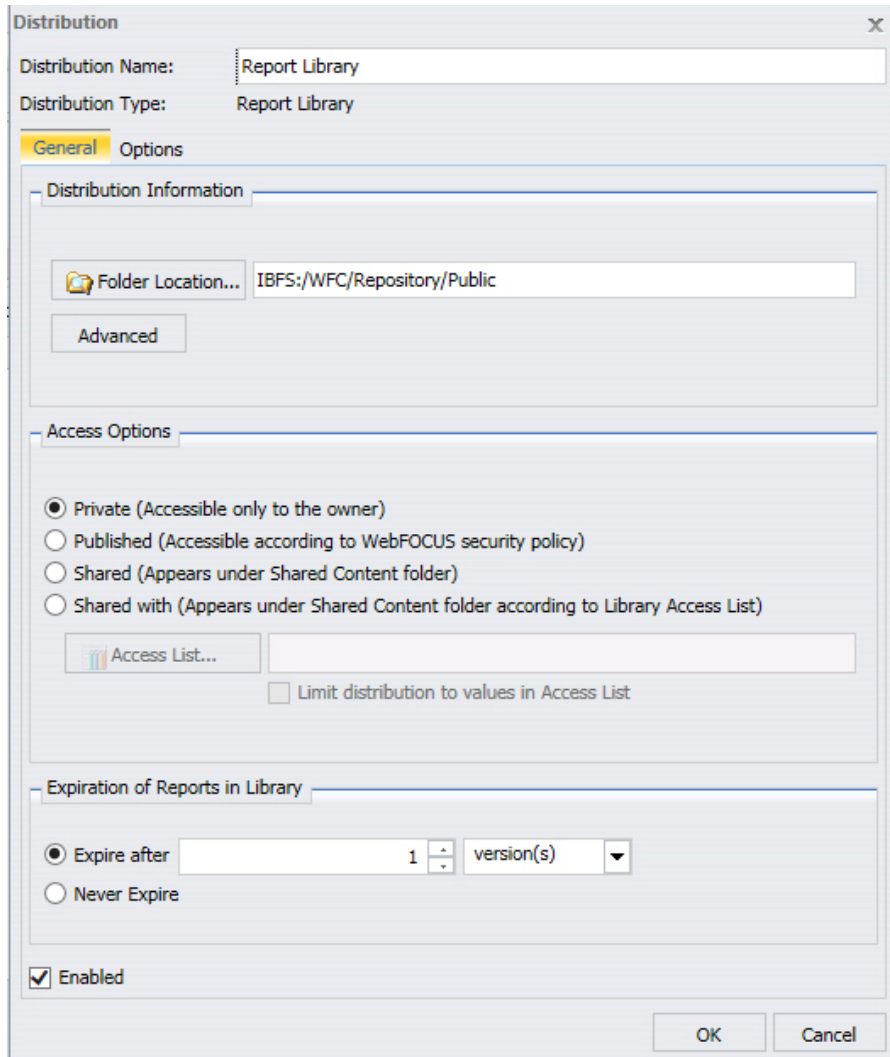 Distribution
Distribution Name: Report Library
Distribution Type: Report Library
General Options
Distribution Information
Folder Location... IBFS:/WFC/Repository/Public
Advanced
Access Options
Private (Accessible only to the owner)
Published (Accessible according to WebFOCUS security policy)
Shared (Appears under Shared Content folder)
Shared with (Appears under Shared Content folder according to Library Access List)
Access List...
Limit distribution to values in Access List
Expiration of Reports in Library
Expire after 1 version(s)
Never Expire
Enabled
OK Cancel